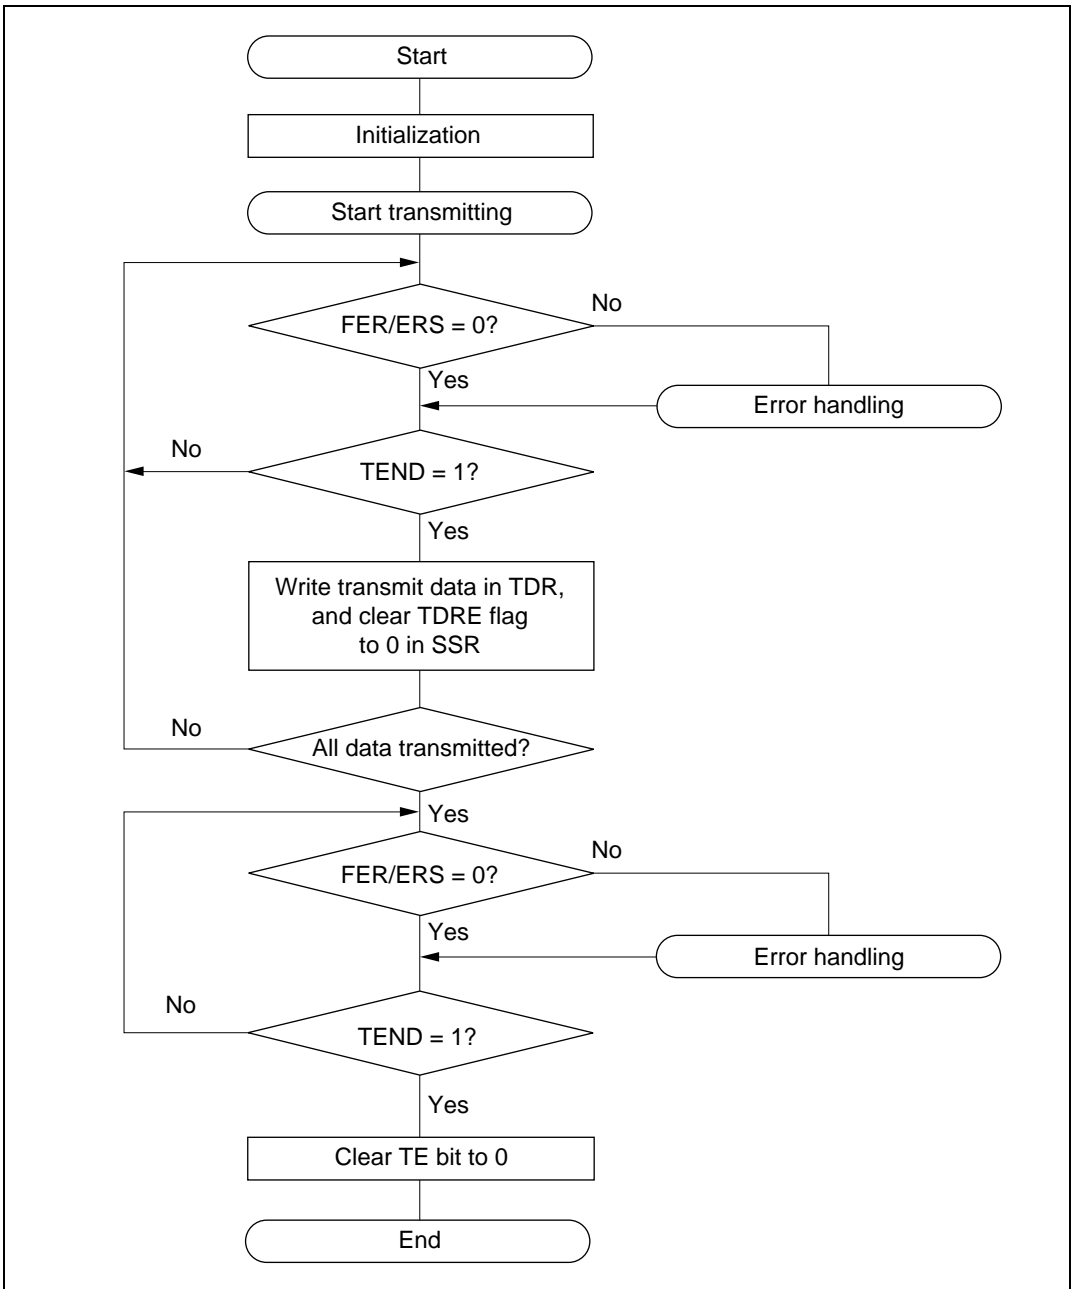 Start
Initialization
Start transmitting
FER/ERS = 0?
No
Yes
Error handling
No
TEND = 1?
Yes
Write transmit data in TDR,
and clear TDRE flag
to 0 in SSR
No
All data transmitted?
Yes
FER/ERS = 0?
No
Yes
Error handling
No
TEND = 1?
Yes
Clear TE bit to 0
End